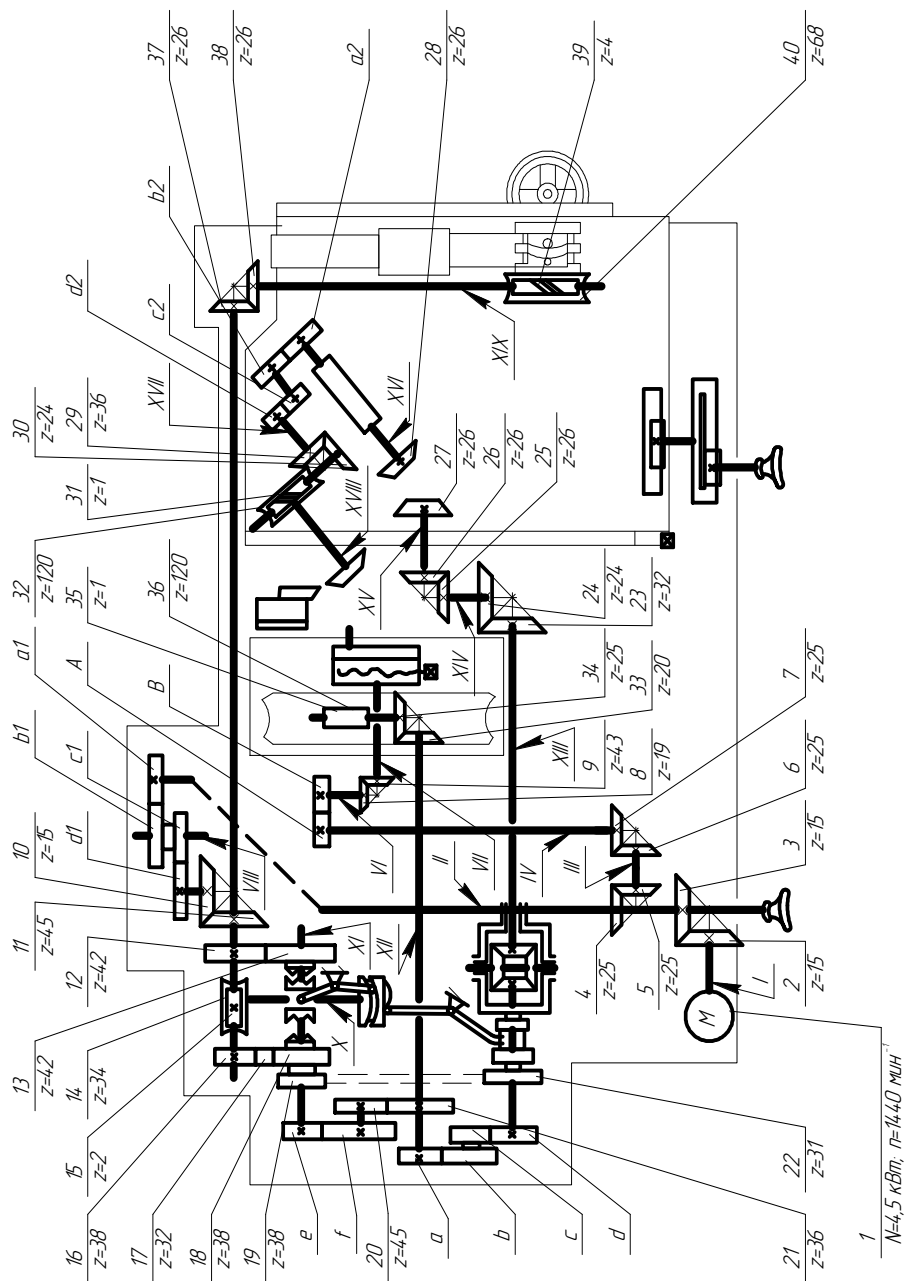 16
z=38
17
z=32
18
z=38
19
z=38
e
f
20
z=45
a
b
c
d
21
z=36
22
z=31
1
N=4,5 кВт; n=1440 мин⁻¹
15
z=2
13
z=42
14
z=34
12
z=42
11
z=45
10
z=15
d1
c1
b1
a1
A
B
32
z=120
35
z=1
36
z=120
31
z=1
30
z=24
29
z=36
XVII
c2
d2
b2
37
z=26
38
z=26
a2
28
z=26
39
z=4
40
z=68
X
XI
XII
VIII
VI
II
VII
IV
III
XIII
XIV
XV
XVIII
XVI
XIX
27
z=26
26
z=26
25
z=26
24
z=24
23
z=32
34
z=25
33
z=20
9
z=43
8
z=19
7
z=25
6
z=25
3
z=15
4
z=25
5
z=25
I
2
z=15
М